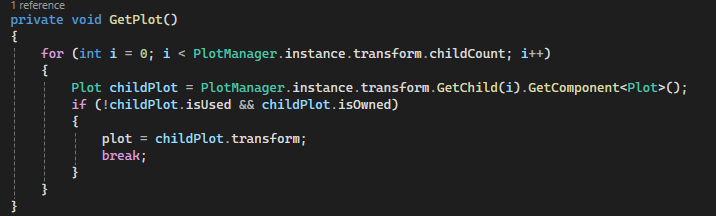 1 reference
private void GetPlot()
{
    for (int i = 0; i < PlotManager.instance.transform.childCount; i++)
    {
        Plot childPlot = PlotManager.instance.transform.GetChild(i).GetComponent<Plot>();
        if (!childPlot.isUsed && childPlot.isOwned)
        {
            plot = childPlot.transform;
            break;
        }
    }
}